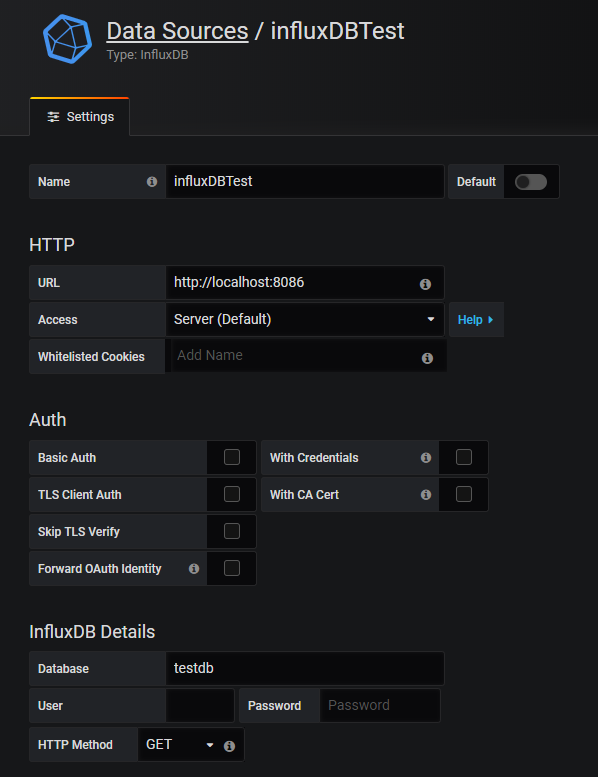 Data Sources / influxDBTest
Type: InfluxDB
Settings
Name influxDBTest Default
HTTP
URL http://localhost:8086
Access Server (Default) Help
Whitelisted Cookies Add Name
Auth
Basic Auth With Credentials
TLS Client Auth With CA Cert
Skip TLS Verify
Forward OAuth Identity
InfluxDB Details
Database testdb
User Password Password
HTTP Method GET